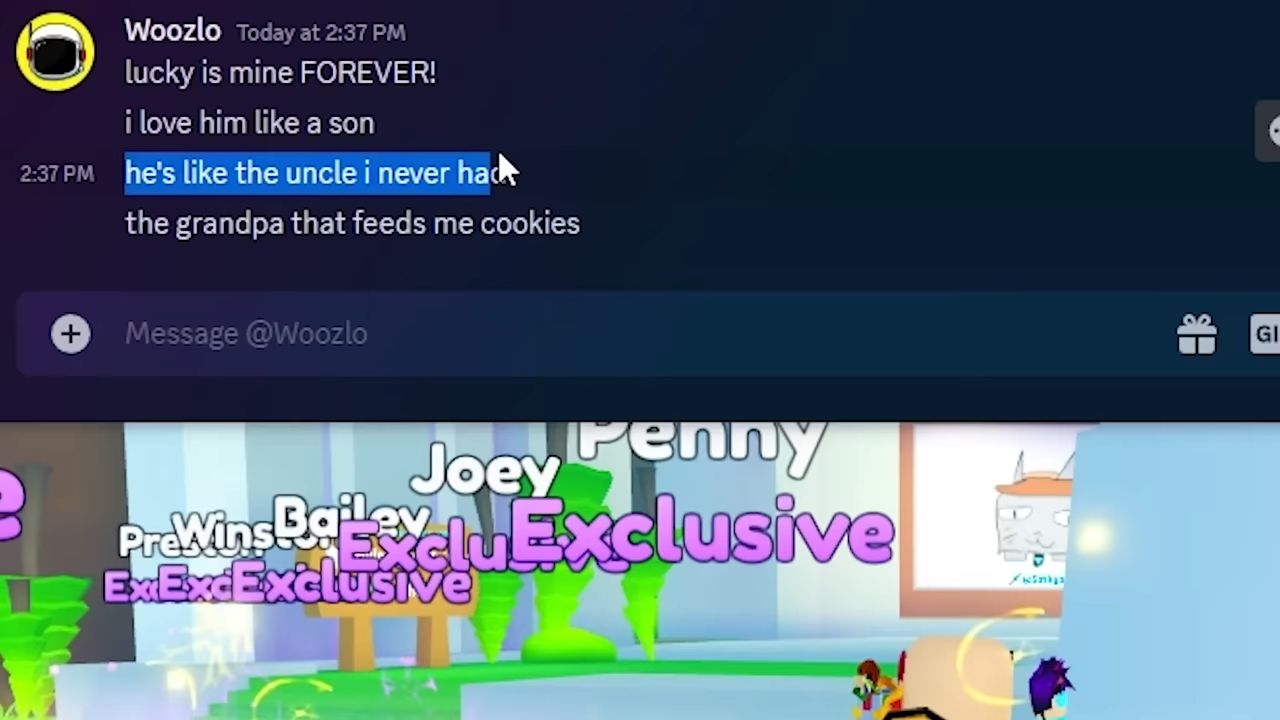 Woozlo Today at 2:37 PM
lucky is mine FOREVER!
i love him like a son
2:37 PM he's like the uncle i never had
the grandpa that feeds me cookies
Message @Woozlo
Penny
Joey
Bailey
Exclusive
Exclusive